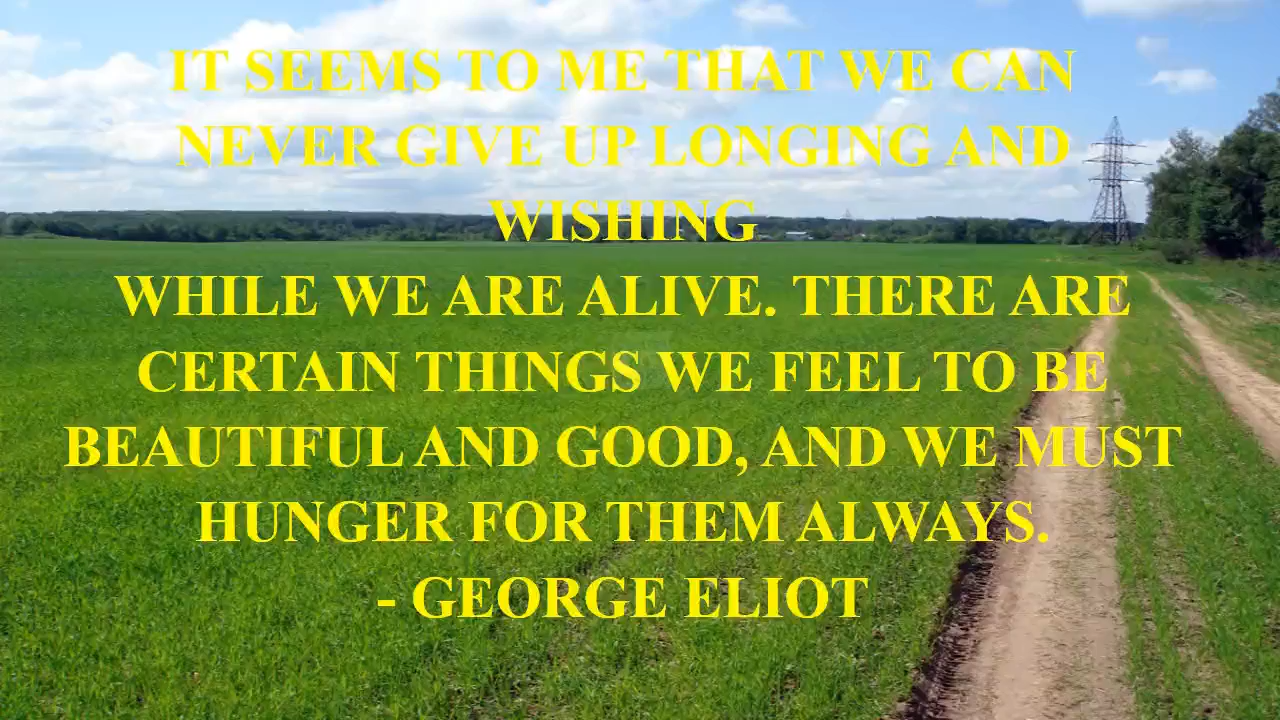 IT SEEMS TO ME THAT WE CAN
NEVER GIVE UP LONGING AND
WISHING
WHILE WE ARE ALIVE. THERE ARE
CERTAIN THINGS WE FEEL TO BE
BEAUTIFUL AND GOOD, AND WE MUST
HUNGER FOR THEM ALWAYS.
- GEORGE ELIOT